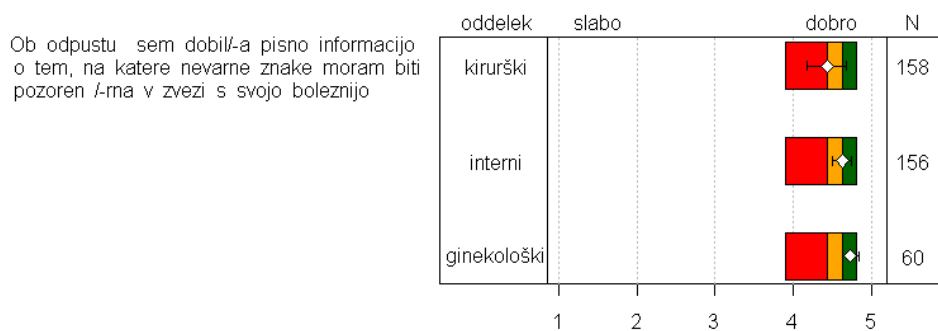 oddelek slabo dobro N
Ob odpustu sem dobil/-a pisno informacijo
o tem, na katere nevarne znake moram biti
pozoren /-rna v zvezi s svojo boleznijo
kirurški 158
interni 156
ginekološki 60
1 2 3 4 5